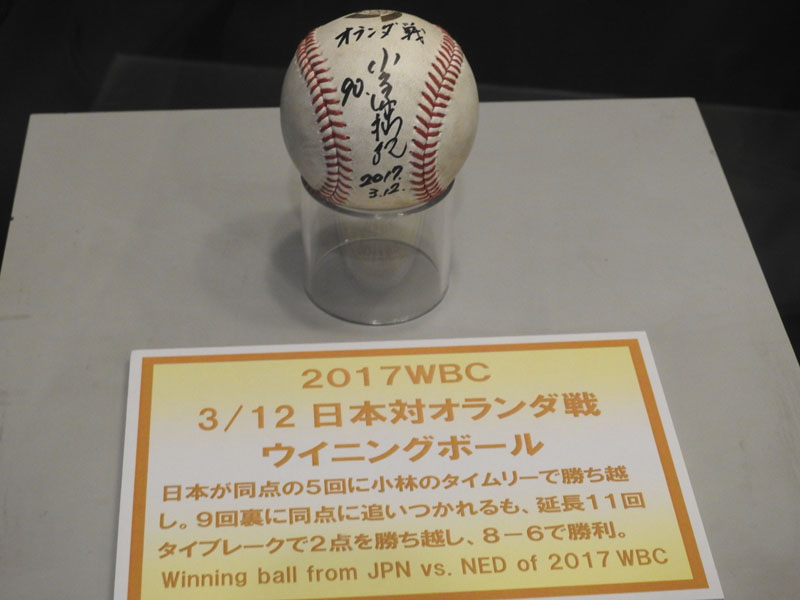 オランダ戦
90.
2017.
3.12.
2017WBC
3/12 日本対オランダ戦
ウイニングボール
日本が同点の5回に小林のタイムリーで勝ち越
し。9回裏に同点に追いつかれるも、延長11回
タイブレークで2点を勝ち越し、8-6で勝利。
Winning ball from JPN vs. NED of 2017 WBC